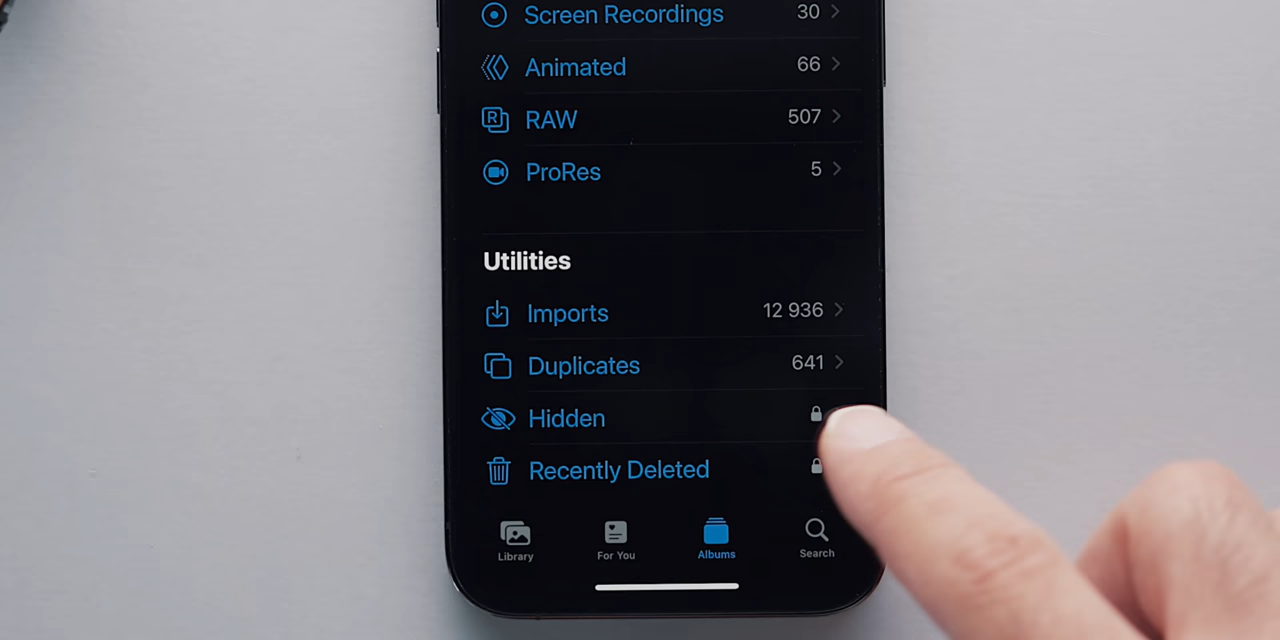 Screen Recordings 30
Animated 66
RAW 507
ProRes 5
Utilities
Imports 12 936
Duplicates 641
Hidden
Recently Deleted
Library For You Albums Search